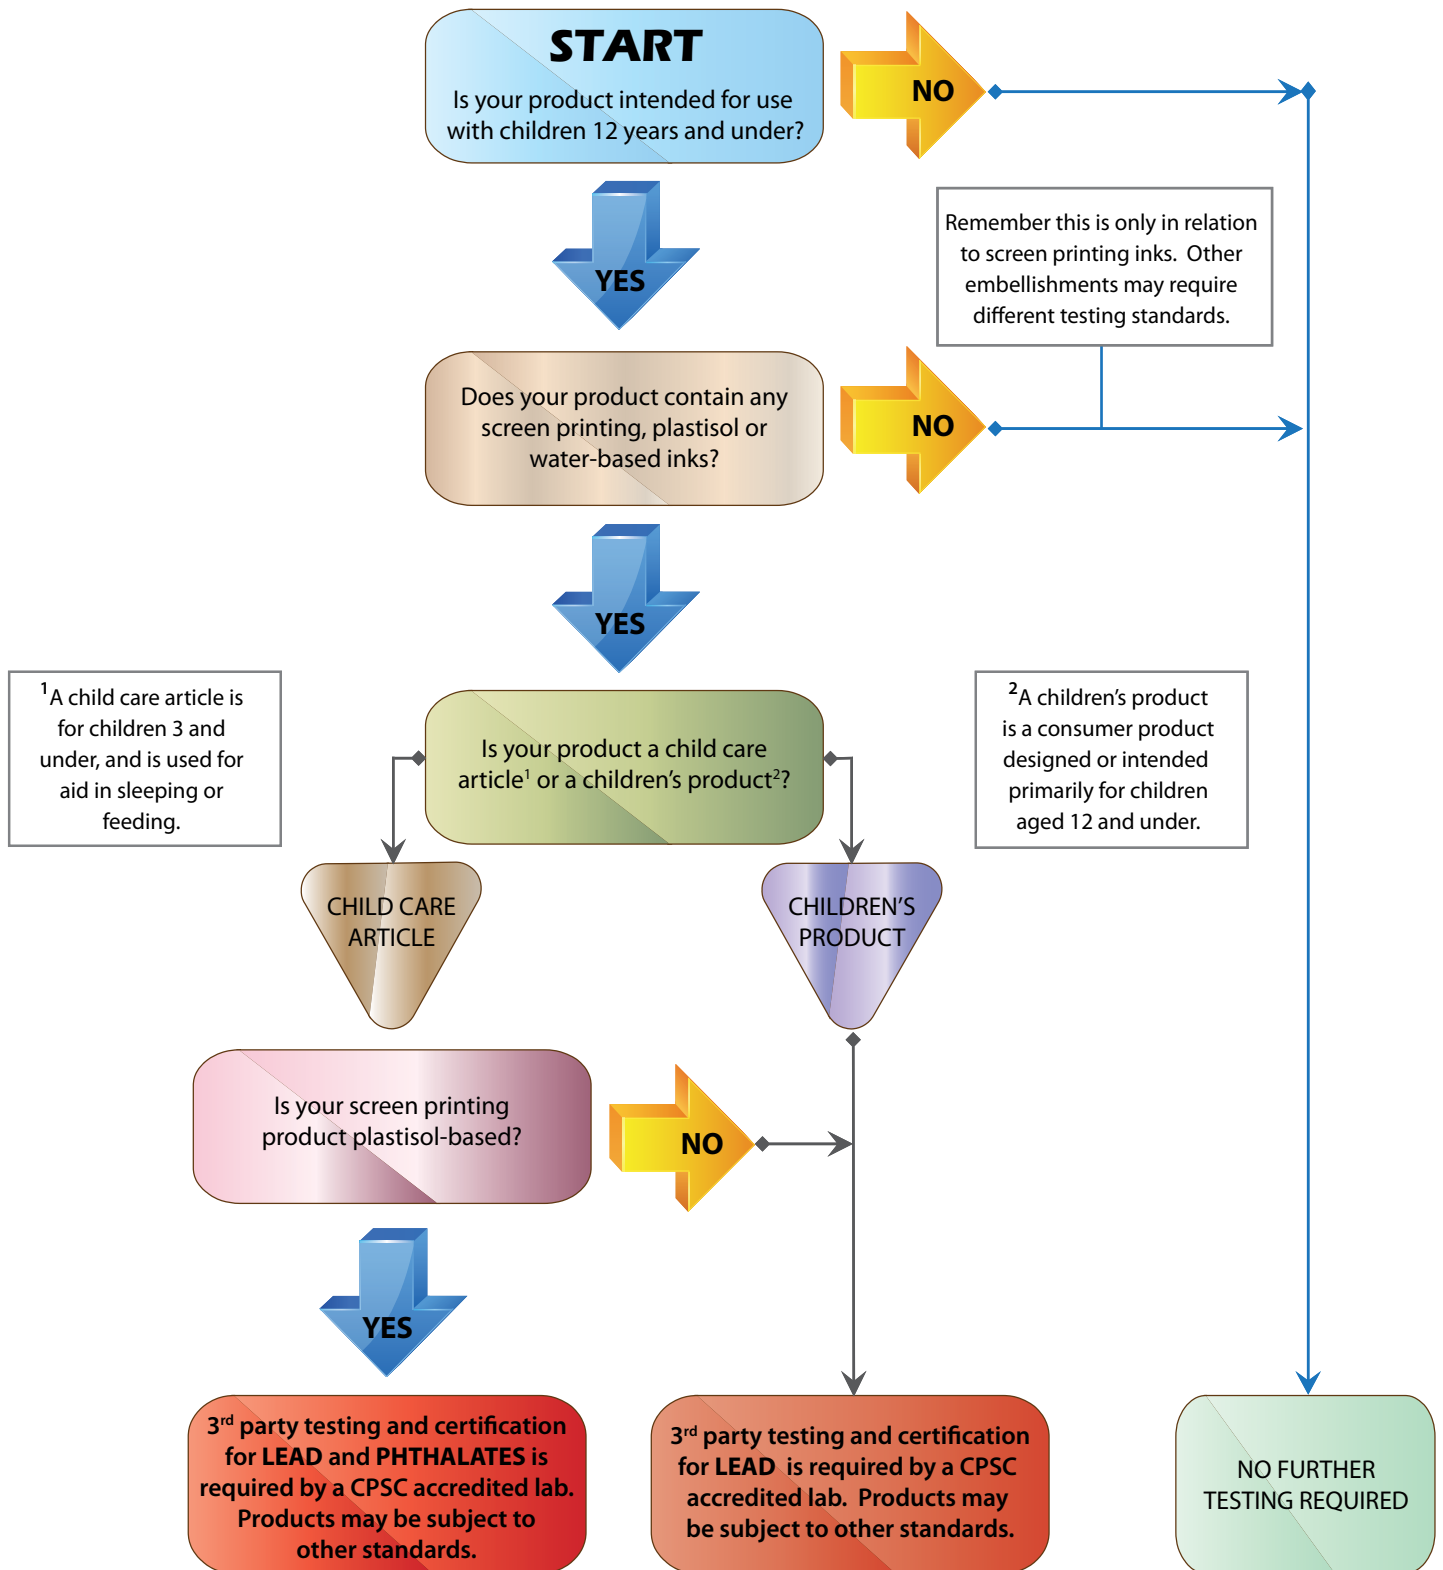 START
Is your product intended for use
with children 12 years and under?
NO
YES
Remember this is only in relation
to screen printing inks.  Other
embellishments may require
different testing standards.
Does your product contain any
screen printing, plastisol or
water-based inks?
NO
YES
1A child care article is
for children 3 and
under, and is used for
aid in sleeping or
feeding.
Is your product a child care
article1 or a children’s product2?
2A children’s product
is a consumer product
designed or intended
primarily for children
aged 12 and under.
CHILD CARE
ARTICLE
CHILDREN’S
PRODUCT
Is your screen printing
product plastisol-based?
NO
YES
3rd party testing and certification
for LEAD and PHTHALATES is
required by a CPSC accredited lab.
Products may be subject to
other standards.
3rd party testing and certification
for LEAD  is required by a CPSC
accredited lab.  Products may
be subject to other standards.
NO FURTHER
TESTING REQUIRED